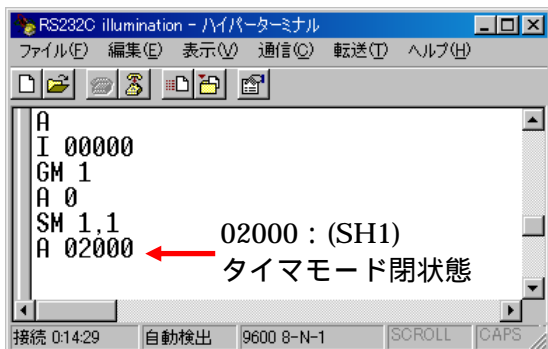 RS232C illumination - ハイパーターミナル
ファイル(F) 編集(E) 表示(V) 通信(C) 転送(T) ヘルプ(H)
A
I 00000
GM 1
A 0
SM 1,1
A 02000
02000：(SH1)
タイマモード閉状態
接続 0:14:29 自動検出 9600 8-N-1 SCROLL CAPS